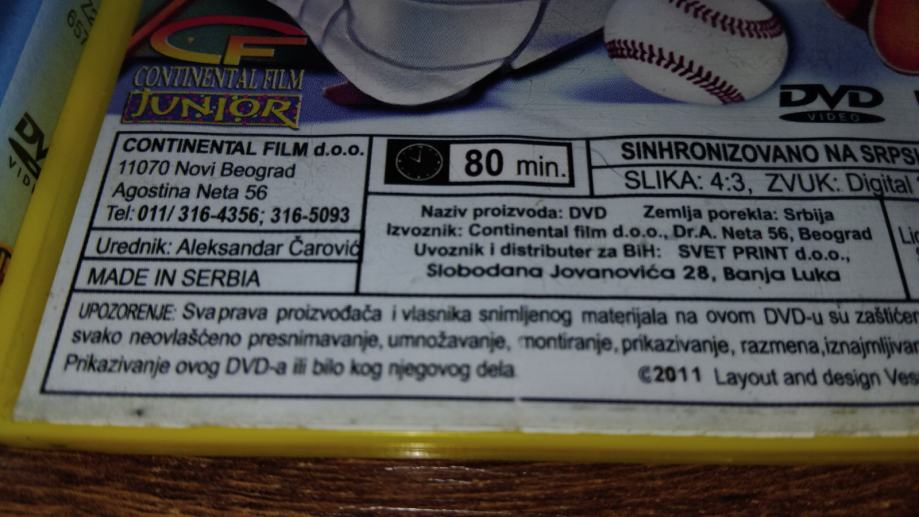 CF
CONTINENTAL FILM
JUNIOR
DVD
VIDEO
CONTINENTAL FILM d.o.o.
11070 Novi Beograd
Agostina Neta 56
Tel: 011/ 316-4356; 316-5093
Urednik: Aleksandar Čarović
MADE IN SERBIA
80 min.
SINHRONIZOVANO NA
SLIKA: 4:3, ZVUK: Digital
Naziv proizvoda: DVD Zemlja porekla: Srbija
Izvoznik: Continental film d.o.o., Dr.A. Neta 56, Beograd
Uvoznik i distributer za BiH: SVET PRINT d.o.o.,
Slobodana Jovanovića 28, Banja Luka
UPOZORENJE: Sva prava proizvođača i vlasnika snimljenog materijala na ovom DVD-u su
svako neovlašćeno presnimavanje, umnožavanje, montiranje, prikazivanje, razmena,
Prikazivanje ovog DVD-a ili bilo kog njegovog dela
©2011 Layout and design